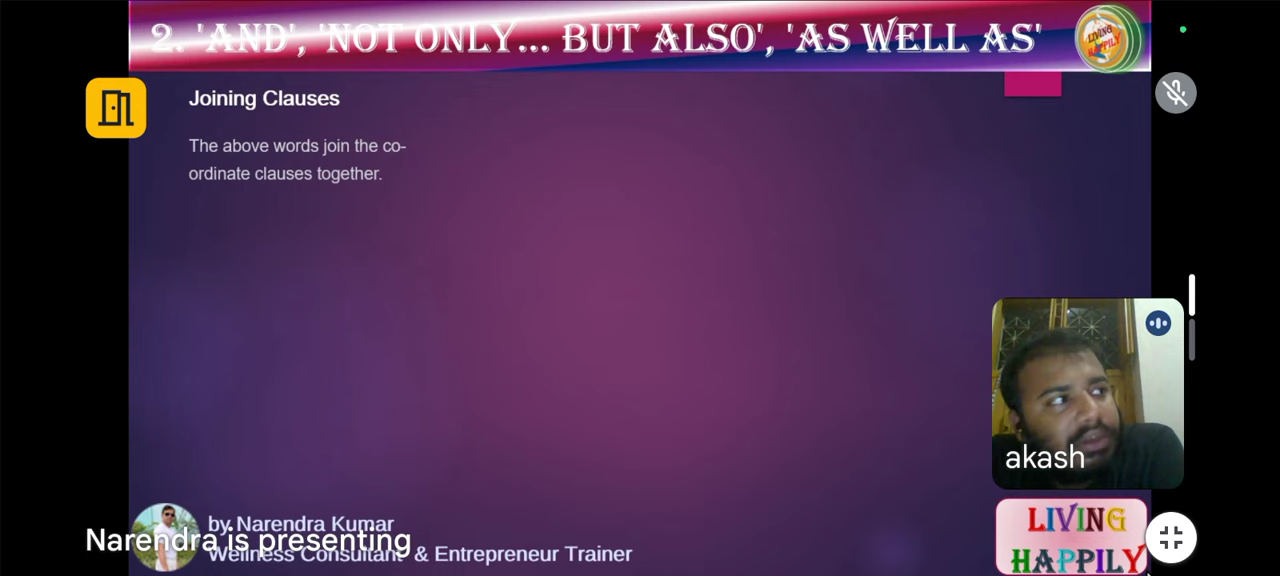 2. 'AND', 'NOT ONLY... BUT ALSO', 'AS WELL AS'
LIVING
HAPPILY
Joining Clauses
The above words join the co-
ordinate clauses together.
akash
by Narendra Kumar
Narendra is presenting
Wellness Consultant & Entrepreneur Trainer
LIVING
HAPPILY